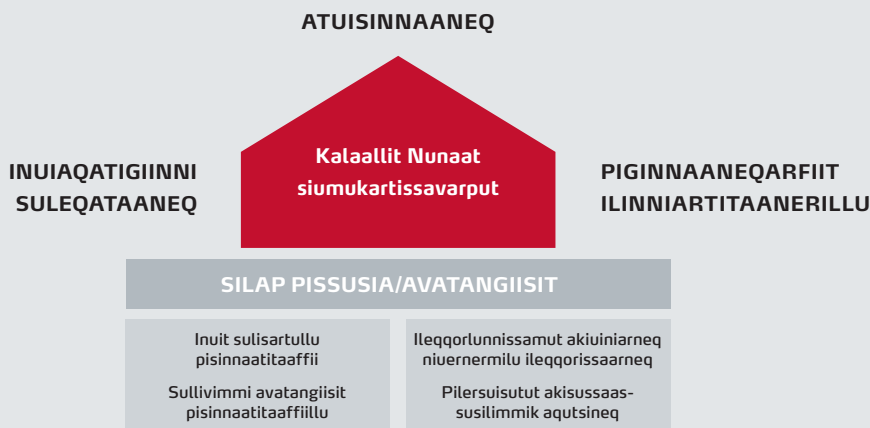 ATUISINNAANEQ
INUIAQATIGIINNI
SULEQATAANEQ
Kalaallit Nunaat
siumukartissavarput
PIGINNAANEQARFIIT
ILINNIARTITAANERILLU
SILAP PISSUSIA/AVATANGIISIT
Inuit sulisartullu
pisinnaatitaaffii
Sullivimmi avatangiisit
pisinnaatitaaffiillu
Ileqqorlunnissamut akiuiniarneq
niuernermilu ileqqorissaarneq
Pilersuisutut akisussaas-
susilimmik aqutsineq